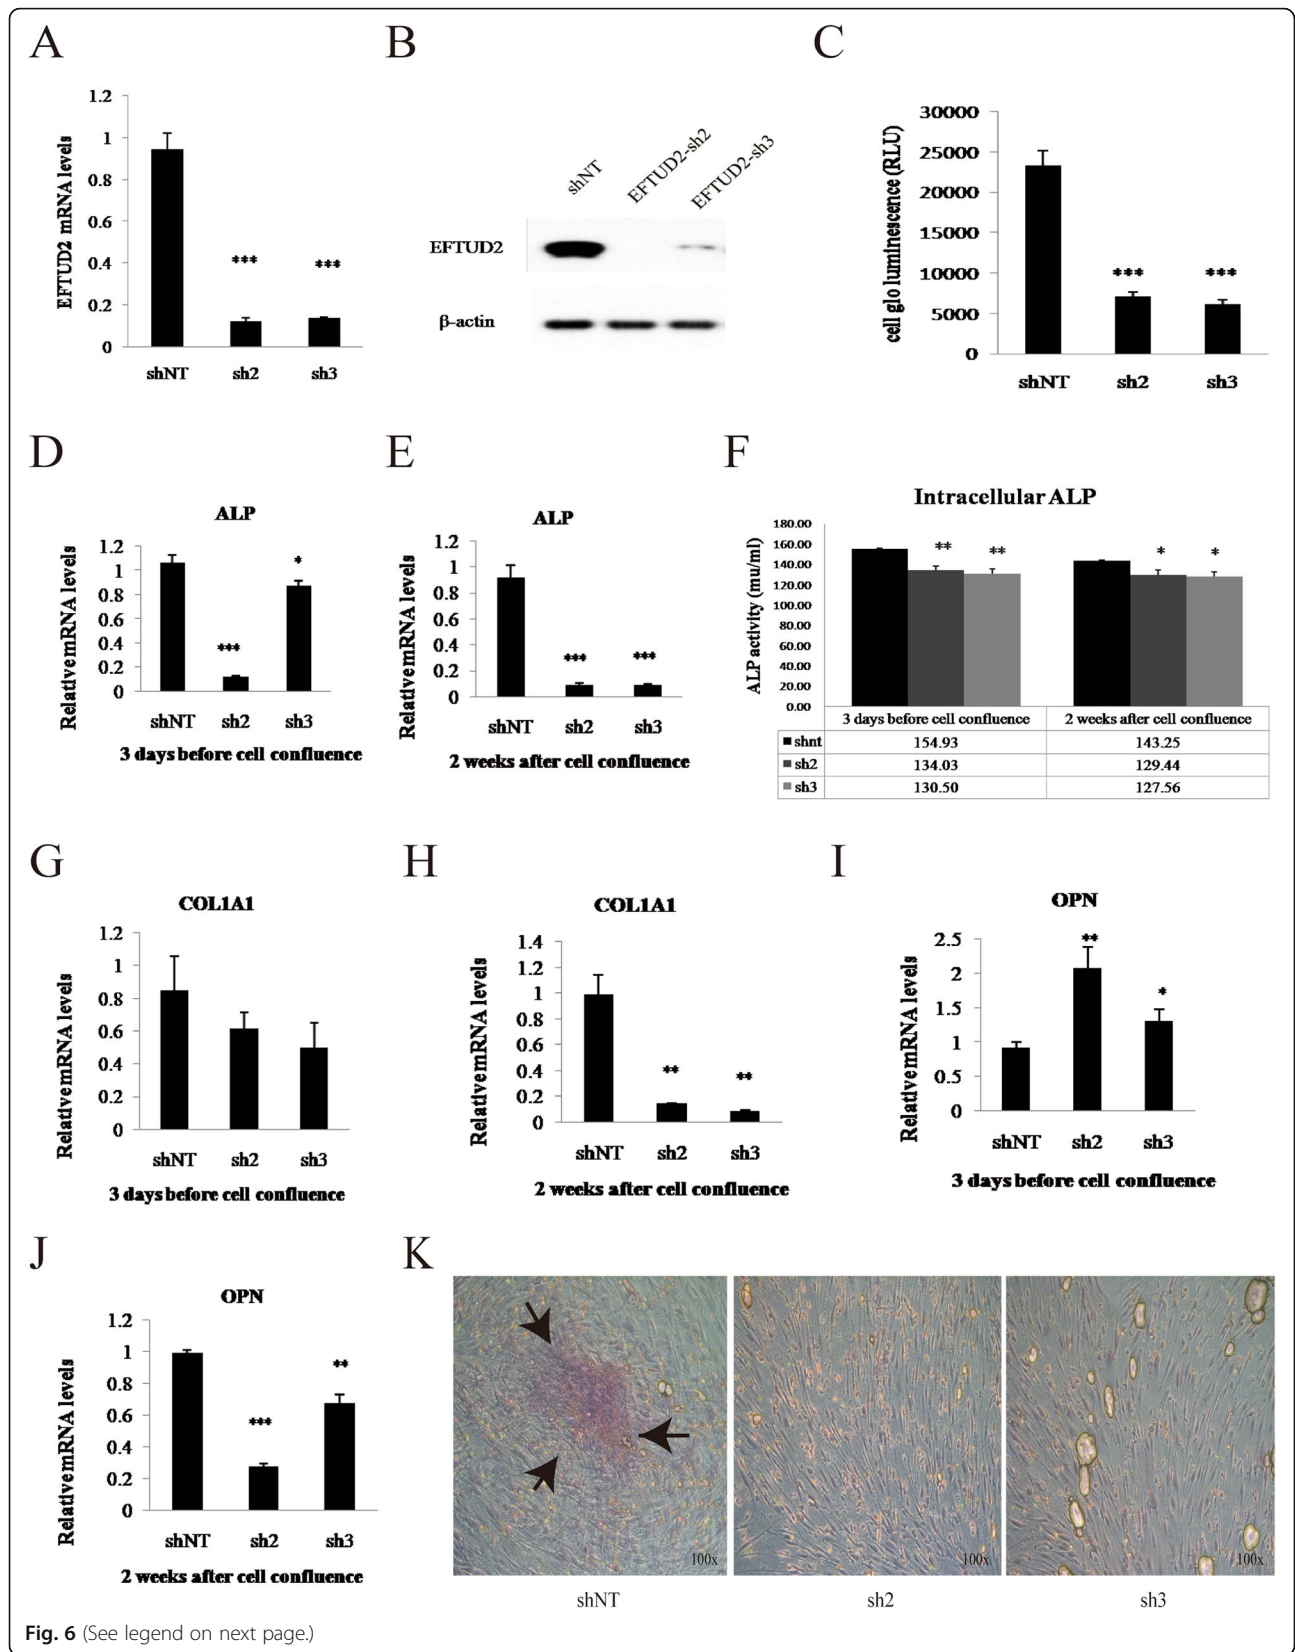 A
EFTUD2 mRNA levels
1.2
1
0.8
0.6
0.4
0.2
0
***
***
shNT sh2 sh3
B
shNT
EFTUD2-sh2
EFTUD2-sh3
EFTUD2
β-actin
C
cell glo luminescence (RLU)
30000
25000
20000
15000
10000
5000
0
***
***
shNT sh2 sh3
D
ALP
Relative mRNA levels
1.2
1
0.8
0.6
0.4
0.2
0
***
*
shNT sh2 sh3
3 days before cell confluence
E
ALP
Relative mRNA levels
1.2
1
0.8
0.6
0.4
0.2
0
***
***
shNT sh2 sh3
2 weeks after cell confluence
F
Intracellular ALP
ALP activity (mu/ml)
180.00
160.00
140.00
120.00
100.00
80.00
60.00
40.00
20.00
0.00
**
**
*
*
3 days before cell confluence 2 weeks after cell confluence
shnt 154.93 143.25
sh2 134.03 129.44
sh3 130.50 127.56
G
COL1A1
Relative mRNA levels
1.2
1
0.8
0.6
0.4
0.2
0
shNT sh2 sh3
3 days before cell confluence
H
COL1A1
Relative mRNA levels
1.4
1.2
1
0.8
0.6
0.4
0.2
0
**
**
shNT sh2 sh3
2 weeks after cell confluence
I
OPN
Relative mRNA levels
2.5
2
1.5
1
0.5
0
**
*
shNT sh2 sh3
3 days before cell confluence
J
OPN
Relative mRNA levels
1.2
1
0.8
0.6
0.4
0.2
0
***
**
shNT sh2 sh3
2 weeks after cell confluence
K
100x
100x
100x
shNT sh2 sh3
Fig. 6 (See legend on next page.)